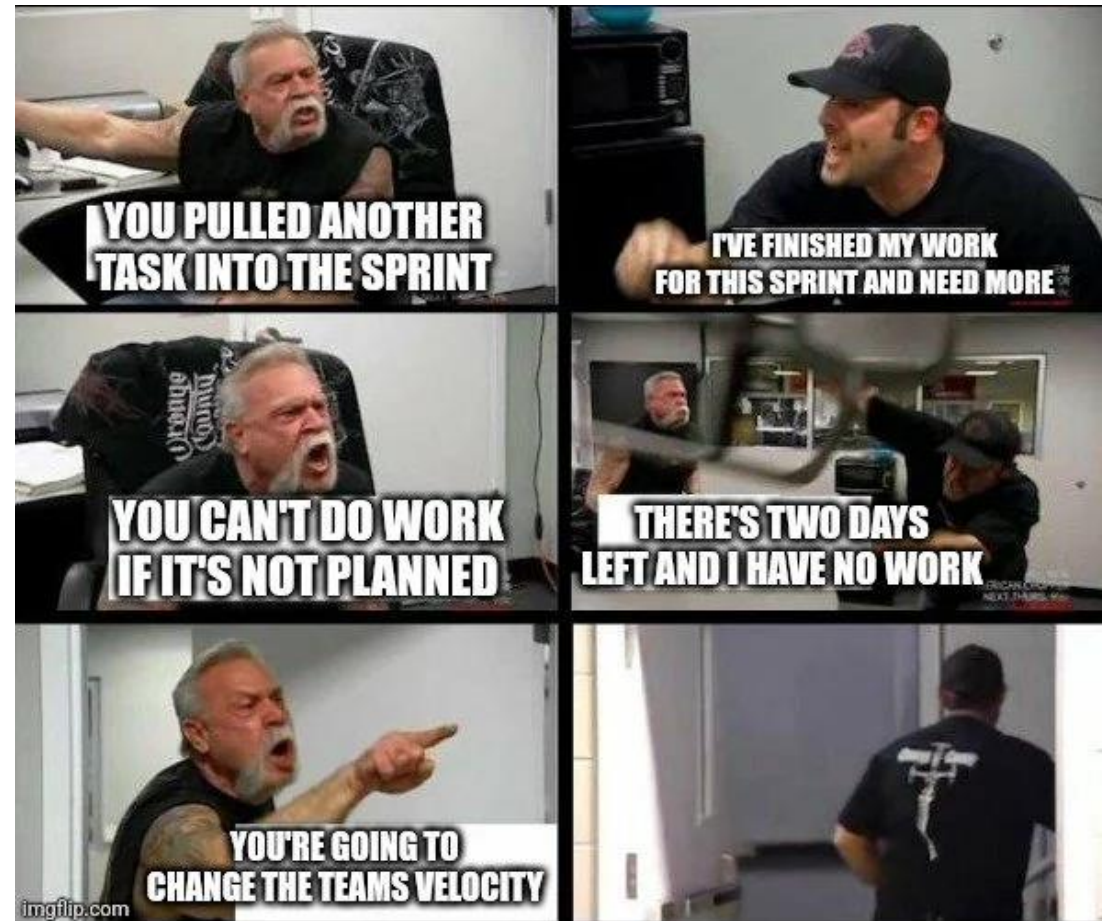 YOU PULLED ANOTHER
TASK INTO THE SPRINT
I'VE FINISHED MY WORK
FOR THIS SPRINT AND NEED MORE
Orange
County
YOU CAN'T DO WORK
IF IT'S NOT PLANNED
THERE'S TWO DAYS
LEFT AND I HAVE NO WORK
YOU'RE GOING TO
CHANGE THE TEAMS VELOCITY
imgflip.com